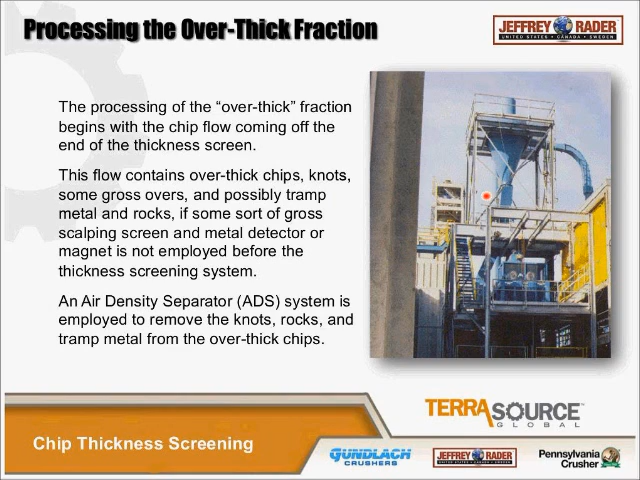 Processing the Over-Thick Fraction
JEFFREY RADER
UNITED STATES • CANADA • SWEDEN
The processing of the “over-thick” fraction
begins with the chip flow coming off the
end of the thickness screen.
This flow contains over-thick chips, knots,
some gross overs, and possibly tramp
metal and rocks, if some sort of gross
scalping screen and metal detector or
magnet is not employed before the
thickness screening system.
An Air Density Separator (ADS) system is
employed to remove the knots, rocks, and
tramp metal from the over-thick chips.
TERRASOURCE™
GLOBAL
Chip Thickness Screening
GUNDLACH
CRUSHERS
JEFFREY RADER
UNITED STATES • CANADA • SWEDEN
Pennsylvania
Crusher